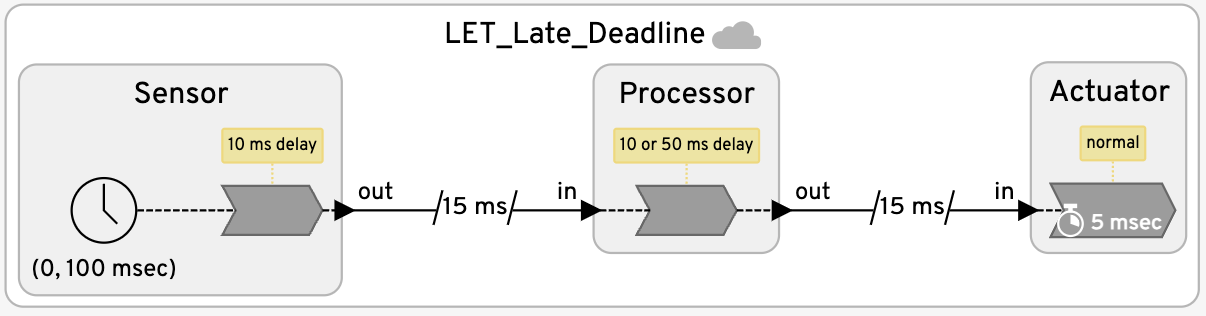 LET_Late_Deadline
Sensor
10 ms delay
(0, 100 msec)
out
15 ms
in
Processor
10 or 50 ms delay
out
15 ms
in
Actuator
normal
5 msec